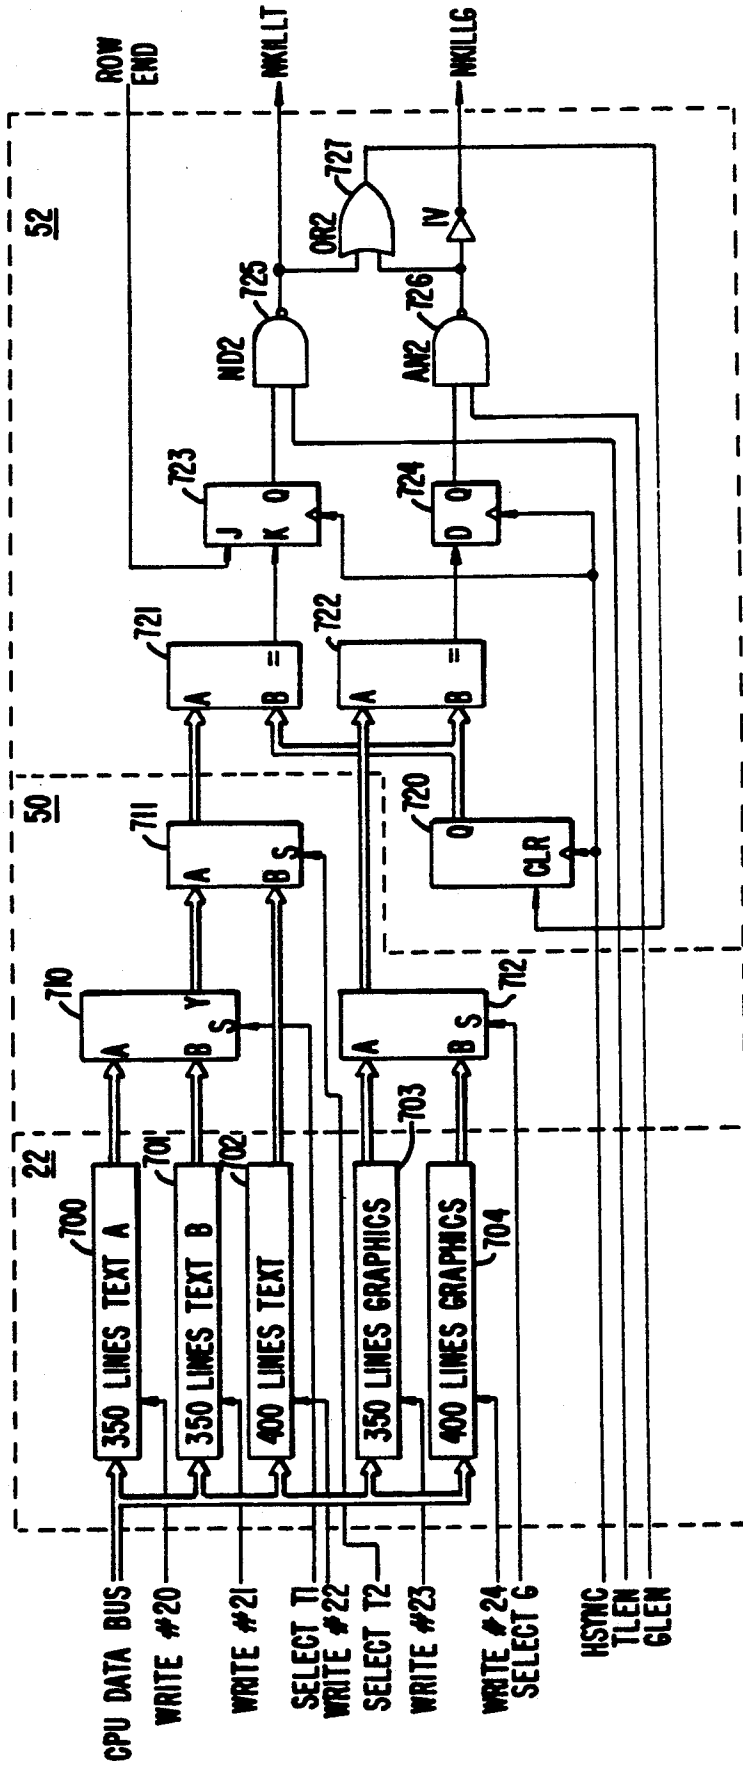 CPU DATA BUS
WRITE #20
WRITE #21
SELECT T1
WRITE #22
SELECT T2
WRITE #23
WRITE #24
SELECT G
HSYNC
TLEN
GLEN
22
700
350 LINES TEXT A
701
350 LINES TEXT B
702
400 LINES TEXT
703
350 LINES GRAPHICS
704
400 LINES GRAPHICS
50
710
A
B
Y
S
711
A
B
S
712
A
B
S
52
720
Q
CLR
721
A
B
=
722
A
B
=
723
J
K
Q
724
D
Q
ND2
725
AN2
726
OR2
727
IV
ROW
END
NKILLT
NKILLG